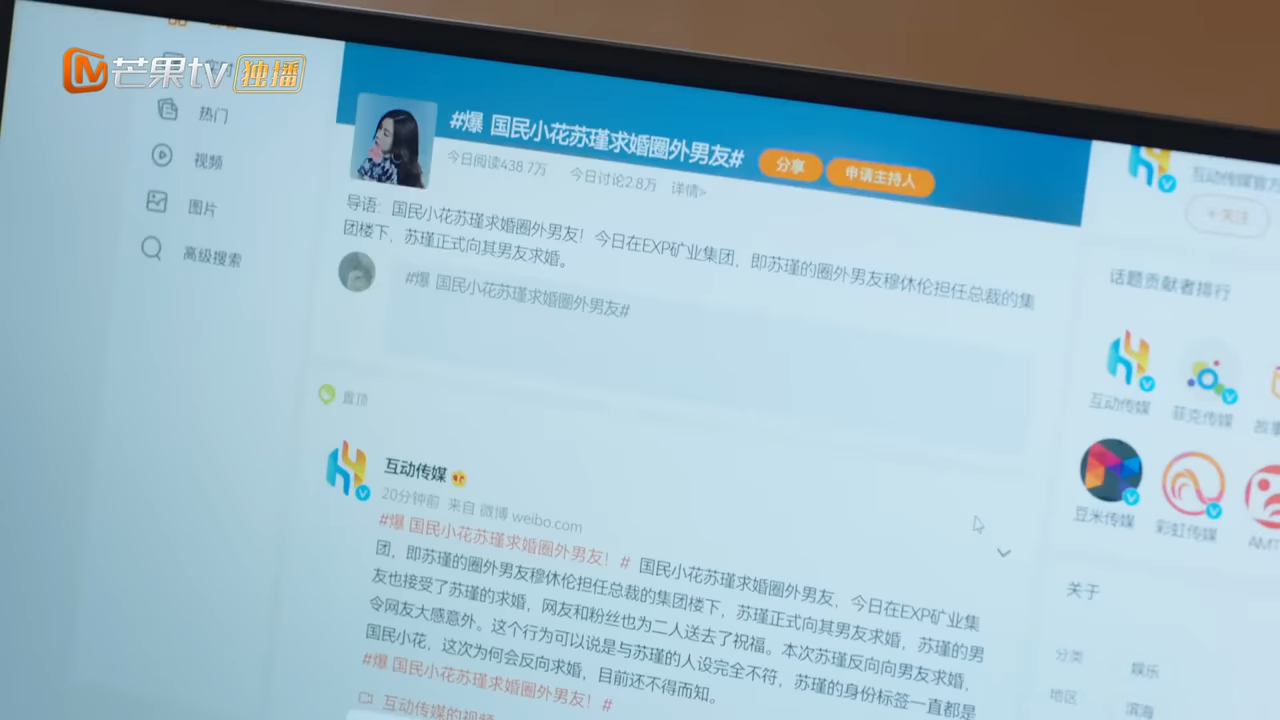 芒果tv 独播
热门
视频
图片
高级搜索
#爆 国民小花苏瑾求婚圈外男友#
分享
申请主持人
今日阅读438.7万 今日讨论2.8万 详情>
导语：国民小花苏瑾求婚圈外男友！今日在EXP矿业集团，即苏瑾的圈外男友穆休伦担任总裁的集
团楼下，苏瑾正式向其男友求婚。
#爆 国民小花苏瑾求婚圈外男友#
置顶
互动传媒
20分钟前 来自 微博 weibo.com
#爆 国民小花苏瑾求婚圈外男友！# 国民小花苏瑾求婚圈外男友，今日在EXP矿业集
团，即苏瑾的圈外男友穆休伦担任总裁的集团楼下，苏瑾正式向其男友求婚，苏瑾的男
友也接受了苏瑾的求婚，网友和粉丝也为二人送去了祝福。本次苏瑾反向向男友求婚，
令网友大感意外。这个行为可以说是与苏瑾的人设完全不符，苏瑾的身份标签一直都是
国民小花，这次为何会反向求婚，目前还不得而知。
#爆 国民小花苏瑾求婚圈外男友！#
互动传媒的视频
互动传媒官方
+关注
话题贡献者排行
互动传媒
菲克传媒
故事
豆米传媒
彩虹传媒
AMT
关于
分类 娱乐
地区 滨海